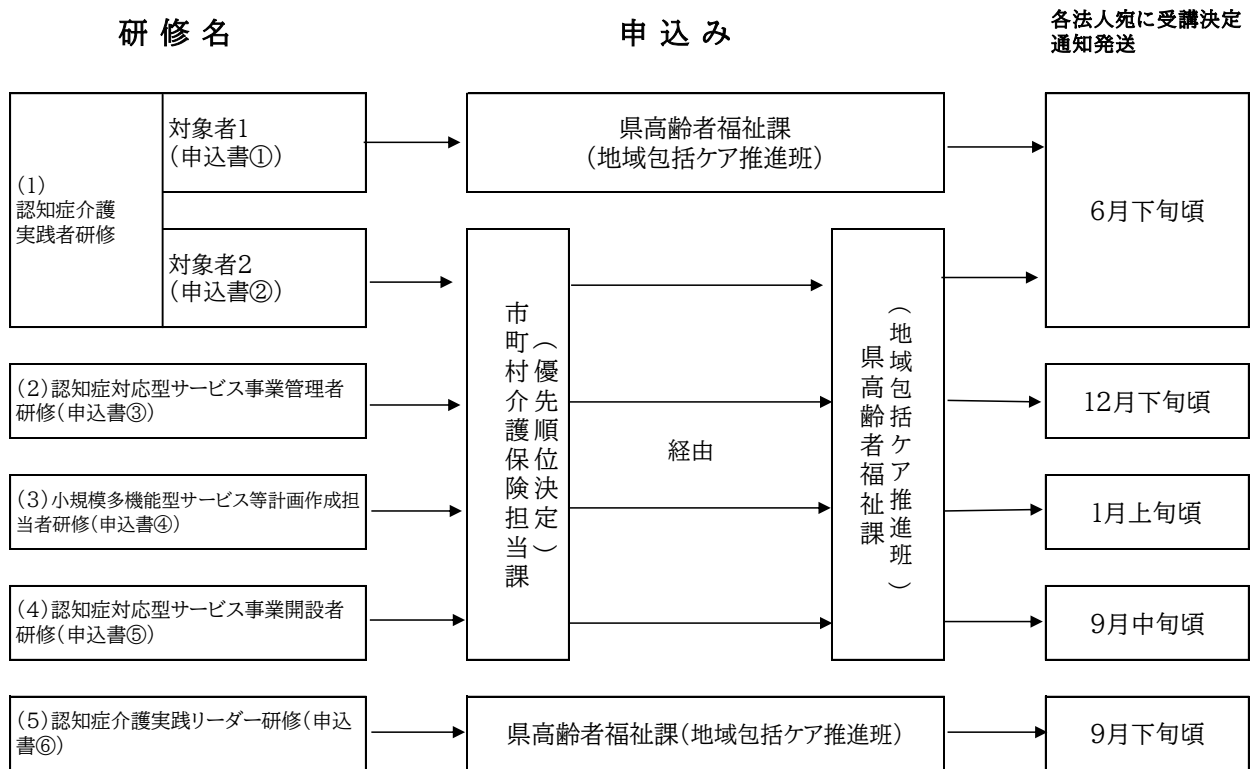 研 修 名
申 込 み
各法人宛に受講決定
通知発送
(1)
認知症介護
実践者研修
対象者1
(申込書①)
県高齢者福祉課
(地域包括ケア推進班)
6月下旬頃
対象者2
(申込書②)
市町村介護保険担当課
(優先順位決定)
経由
県高齢者福祉課
(地域包括ケア推進班)
(2)認知症対応型サービス事業管理者
研修(申込書③)
12月下旬頃
(3)小規模多機能型サービス等計画作成担
当者研修(申込書④)
1月上旬頃
(4)認知症対応型サービス事業開設者
研修(申込書⑤)
9月中旬頃
(5)認知症介護実践リーダー研修(申込
書⑥)
県高齢者福祉課(地域包括ケア推進班)
9月下旬頃